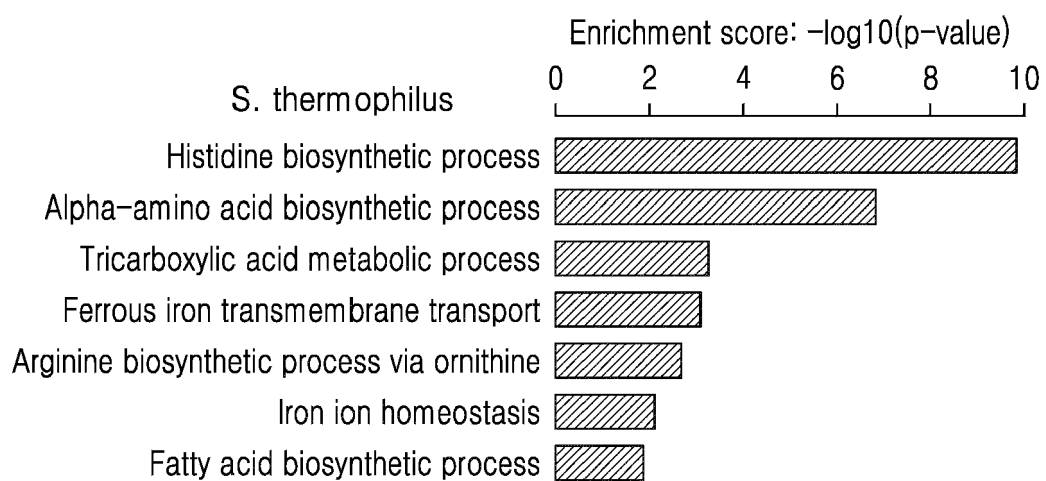 Enrichment score: -log10(p-value)
0 2 4 6 8 10
S. thermophilus
Histidine biosynthetic process
Alpha-amino acid biosynthetic process
Tricarboxylic acid metabolic process
Ferrous iron transmembrane transport
Arginine biosynthetic process via ornithine
Iron ion homeostasis
Fatty acid biosynthetic process